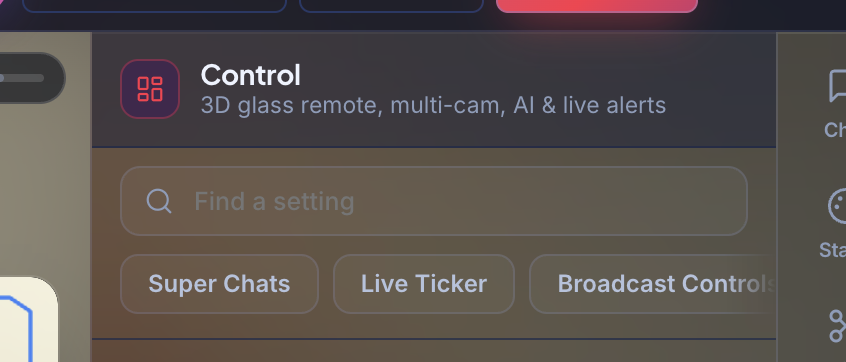 Control
3D glass remote, multi-cam, AI & live alerts
Find a setting
Super Chats
Live Ticker
Broadcast Controls